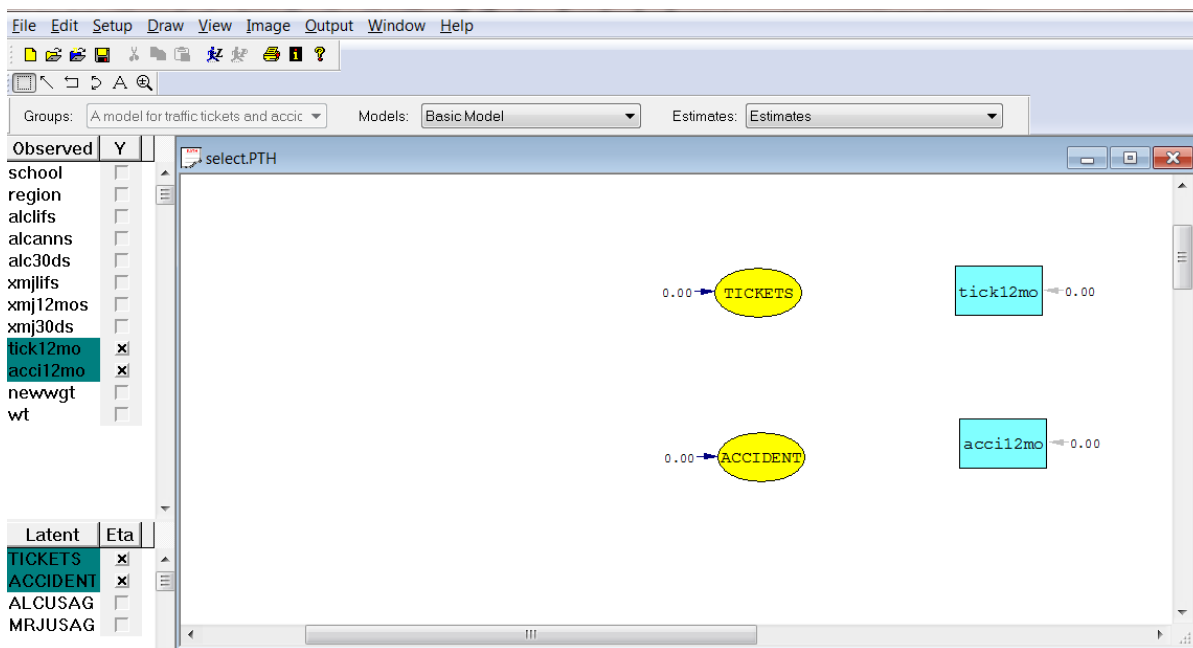 File Edit Setup Draw View Image Output Window Help
A
Groups: A model for traffic tickets and accic Models: Basic Model Estimates: Estimates
Observed Y
school
region
alclifs
alcanns
alc30ds
xmjlifs
xmj12mos
xmj30ds
tick12mo
acci12mo
newwgt
wt
Latent Eta
TICKETS
ACCIDENT
ALCUSAG
MRJUSAG
select.PTH
0.00 TICKETS tick12mo 0.00
0.00 ACCIDENT acci12mo 0.00